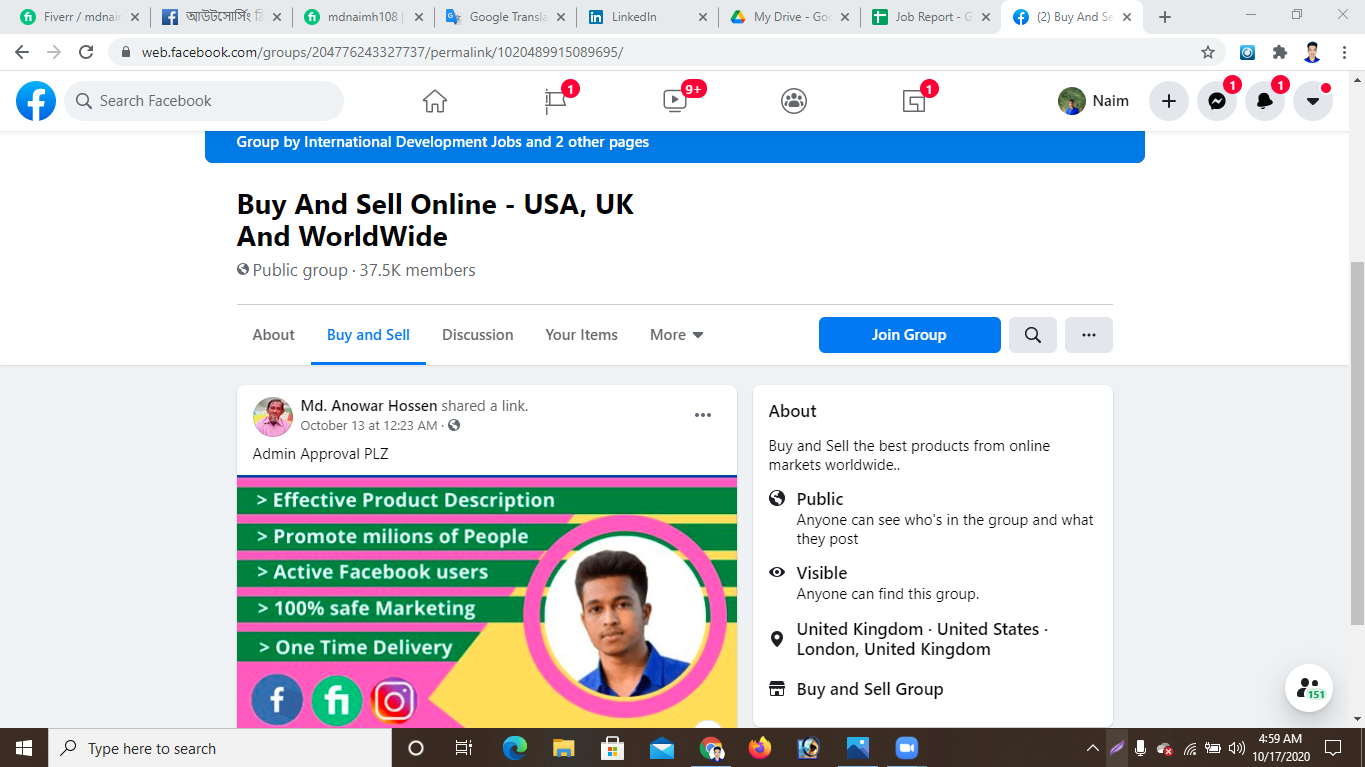 Fiverr / mdnain
আউটসোর্সিং
mdnaimh108 |
Google Transla
LinkedIn
My Drive - Goo
Job Report - G
(2) Buy And Se
web.facebook.com/groups/204776243327737/permalink/1020489915089695/
Search Facebook
1
9+
1
Naim
1
1
Group by International Development Jobs and 2 other pages
Buy And Sell Online - USA, UK
And WorldWide
Public group · 37.5K members
About
Buy and Sell
Discussion
Your Items
More
Join Group
Md. Anowar Hossen shared a link.
October 13 at 12:23 AM ·
Admin Approval PLZ
> Effective Product Description
> Promote milions of People
> Active Facebook users
> 100% safe Marketing
> One Time Delivery
fi
About
Buy and Sell the best products from online
markets worldwide..
Public
Anyone can see who's in the group and what
they post
Visible
Anyone can find this group.
United Kingdom · United States ·
London, United Kingdom
Buy and Sell Group
151
Type here to search
4:59 AM
10/17/2020